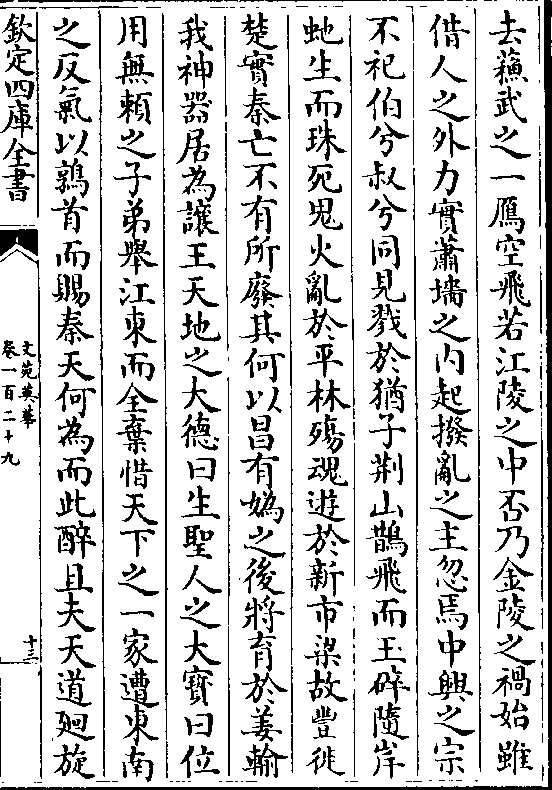 去蘓武之一鴈空飛若江陵之中否乃金陵之禍始雖
借人之外力實蕭墻之内起撥亂之主忽焉中興之宗
不祀伯兮叔兮同見戮於猶子荆山鵲飛而玉碎隨岸
虵生而珠死鬼火亂於平林殤魂遊於新市梁故豐徙
楚實秦亡不有所廢其何以昌有嬀之後將育於姜輸
我神器居為讓王天地之大德曰生聖人之大寳曰位
用無頼之子弟舉江東而全棄惜天下之一家遭東南
之反氣以鶉首而賜秦天何為而此醉且夫天道廻旋
欽定四庫全書
文苑英華
卷一百二十九
十三